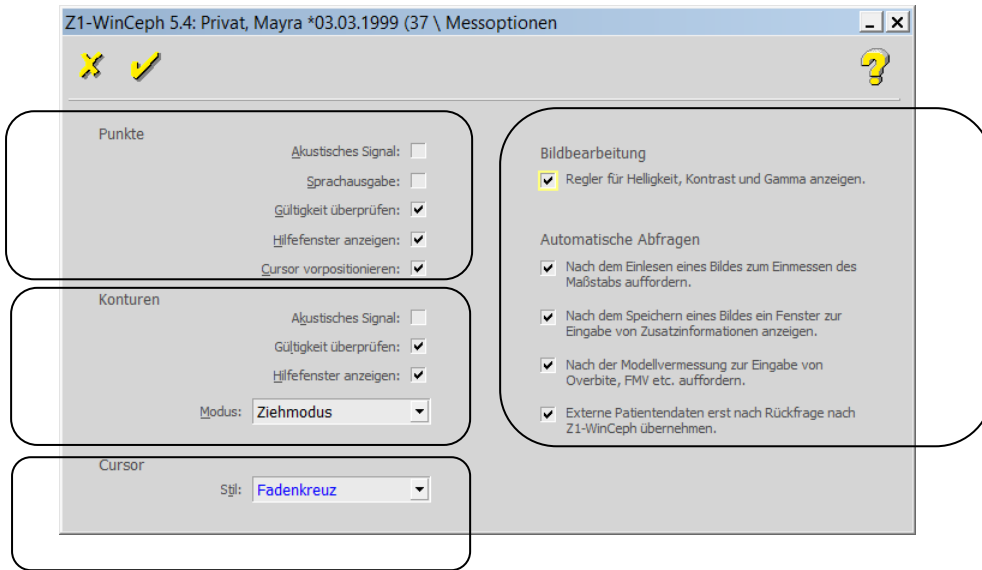 Z1-WinCeph 5.4: Privat, Mayra *03.03.1999 (37 \ Messoptionen
Punkte
Akustisches Signal:
Sprachausgabe:
Gültigkeit überprüfen:
Hilfefenster anzeigen:
Cursor vorpositionieren:
Konturen
Akustisches Signal:
Gültigkeit überprüfen:
Hilfefenster anzeigen:
Modus: Ziehmodus
Cursor
Stil: Fadenkreuz
Bildbearbeitung
Regler für Helligkeit, Kontrast und Gamma anzeigen.
Automatische Abfragen
Nach dem Einlesen eines Bildes zum Einmessen des
Maßstabs auffordern.
Nach dem Speichern eines Bildes ein Fenster zur
Eingabe von Zusatzinformationen anzeigen.
Nach der Modellvermessung zur Eingabe von
Overbite, FMV etc. auffordern.
Externe Patientendaten erst nach Rückfrage nach
Z1-WinCeph übernehmen.